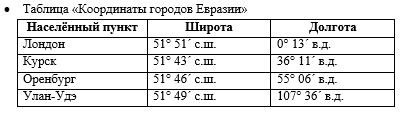 • Таблица «Координаты городов Евразии»
Населённый пункт Широта Долгота
Лондон 51° 51´ с.ш. 0° 13´ в.д.
Курск 51° 43´ с.ш. 36° 11´ в.д.
Оренбург 51° 46´ с.ш. 55° 06´ в.д.
Улан-Удэ 51° 49´ с.ш. 107° 36´ в.д.